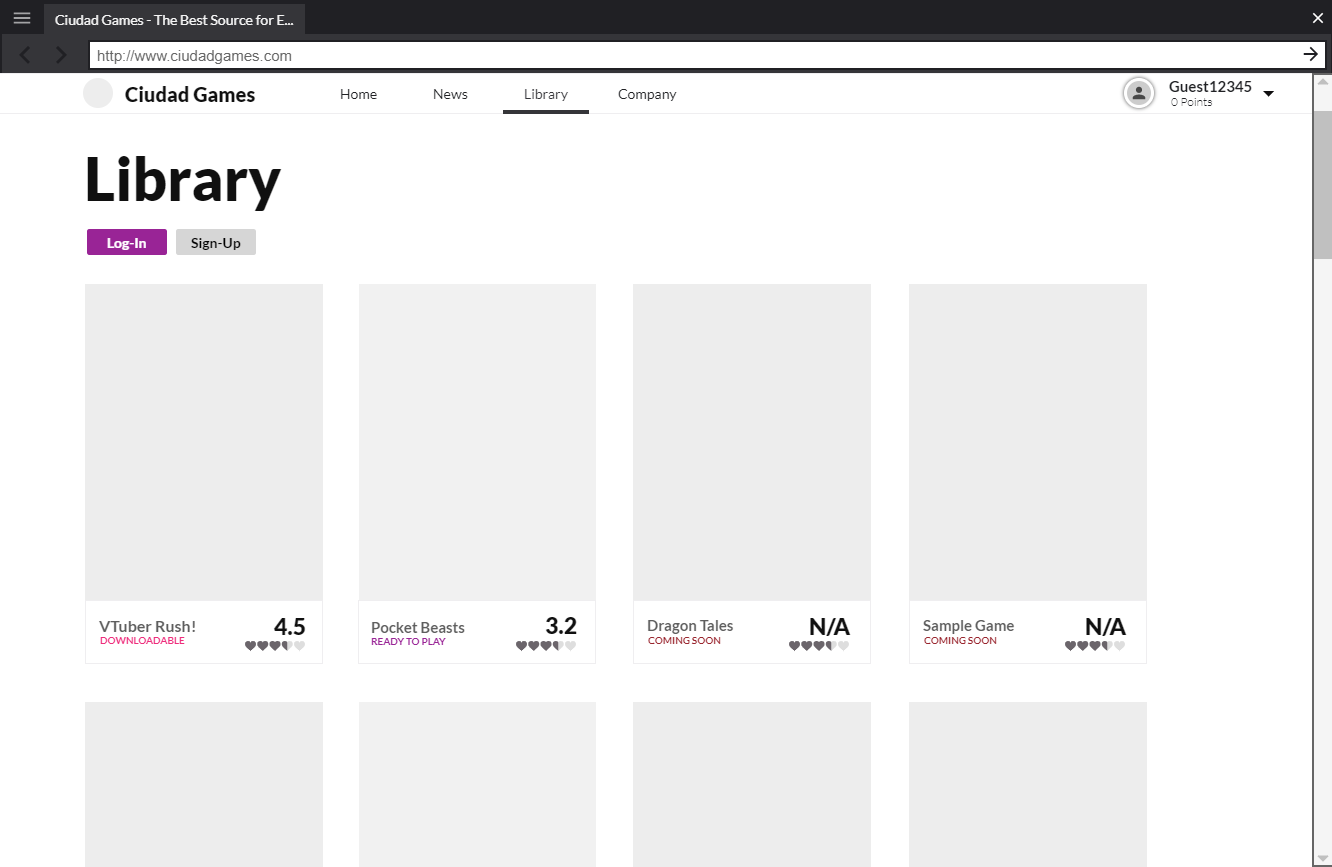 Ciudad Games - The Best Source for E...
http://www.ciudadgames.com
Ciudad Games
Home
News
Library
Company
Guest12345
0 Points
Library
Log-In
Sign-Up
VTuber Rush!
DOWNLOADABLE
4.5
Pocket Beasts
READY TO PLAY
3.2
Dragon Tales
COMING SOON
N/A
Sample Game
COMING SOON
N/A